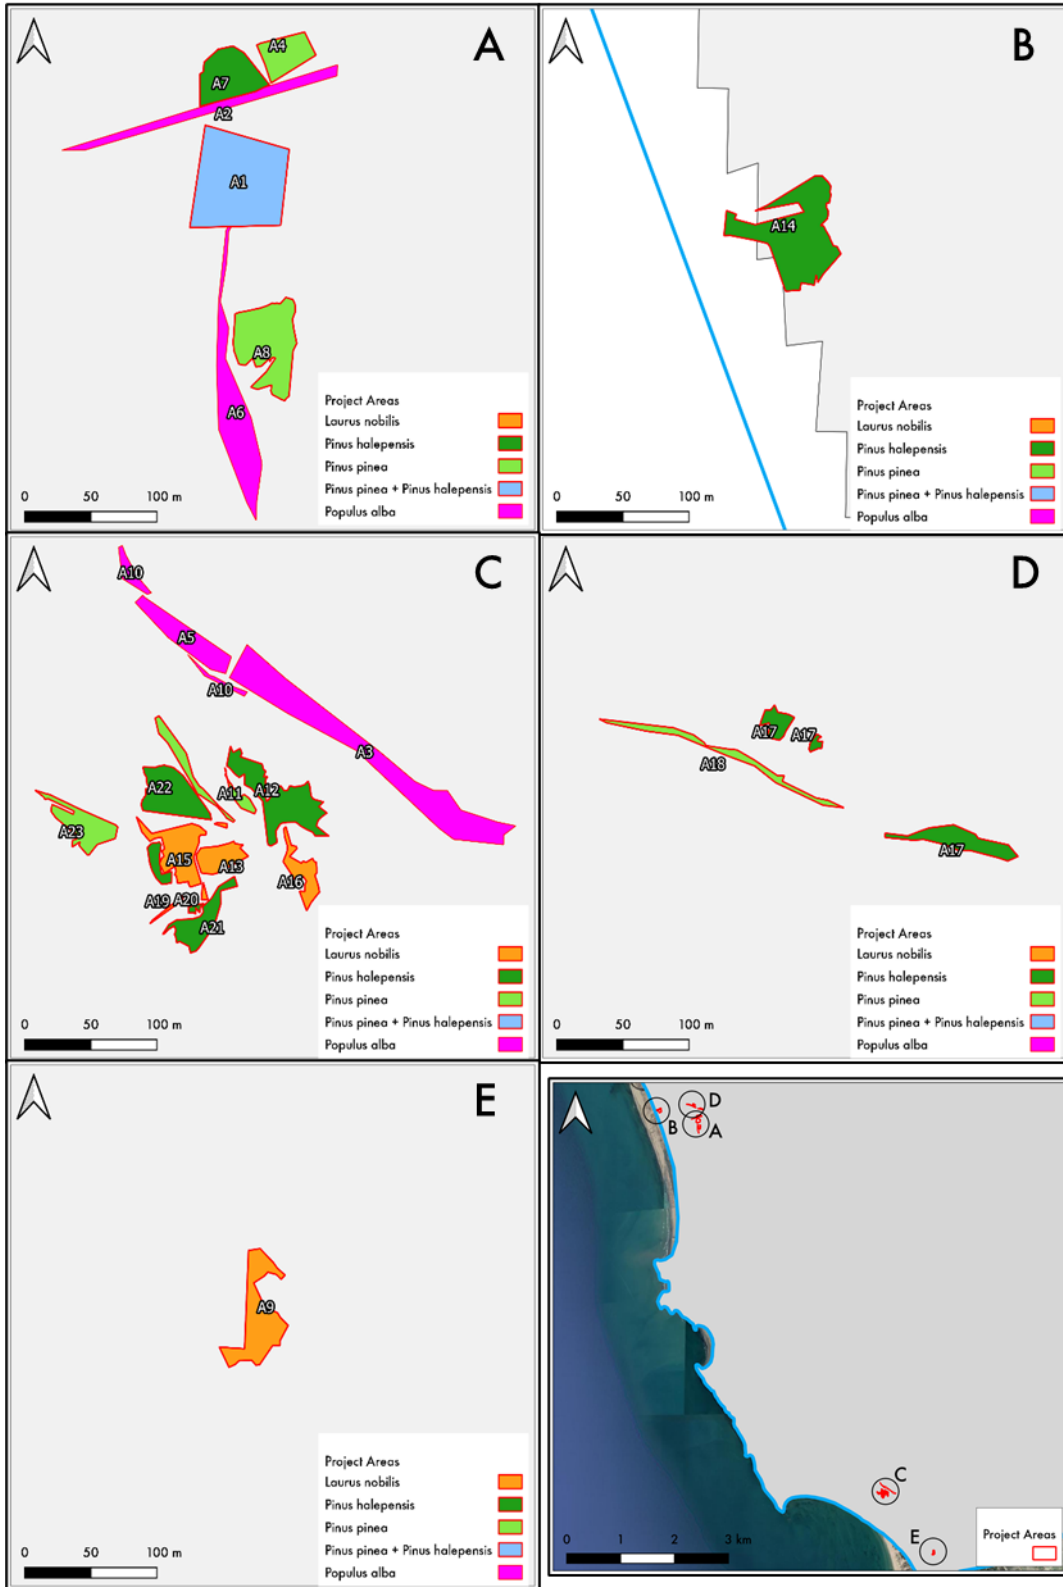 A
A4
A7
A2
A1
A8
A6
Project Areas
Laurus nobilis
Pinus halepensis
Pinus pinea
Pinus pinea + Pinus halepensis
Populus alba
0 50 100 m
B
A14
Project Areas
Laurus nobilis
Pinus halepensis
Pinus pinea
Pinus pinea + Pinus halepensis
Populus alba
0 50 100 m
C
A10
A5
A10
A3
A22
A11
A12
A23
A15
A13
A16
A19
A20
A21
Project Areas
Laurus nobilis
Pinus halepensis
Pinus pinea
Pinus pinea + Pinus halepensis
Populus alba
0 50 100 m
D
A17
A17
A18
A17
Project Areas
Laurus nobilis
Pinus halepensis
Pinus pinea
Pinus pinea + Pinus halepensis
Populus alba
0 50 100 m
E
A9
Project Areas
Laurus nobilis
Pinus halepensis
Pinus pinea
Pinus pinea + Pinus halepensis
Populus alba
0 50 100 m
D
B
A
C
E
0 1 2 3 km
Project Areas